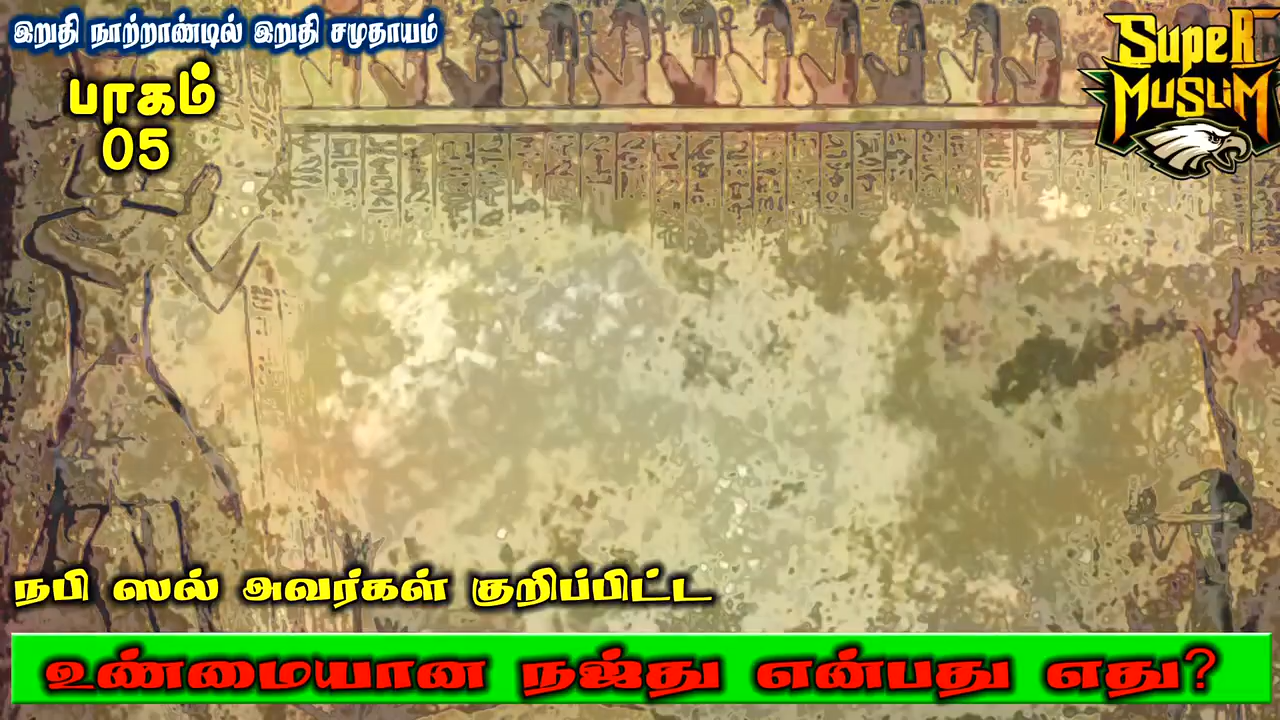 இறுதி நூற்றாண்டில் இறுதி சமுதாயம்
பாகம்
05
SUPER
MUSLIM
நபி ஸல் அவர்கள் குறிப்பிட்ட
உண்மையான நஜ்து என்பது எது?